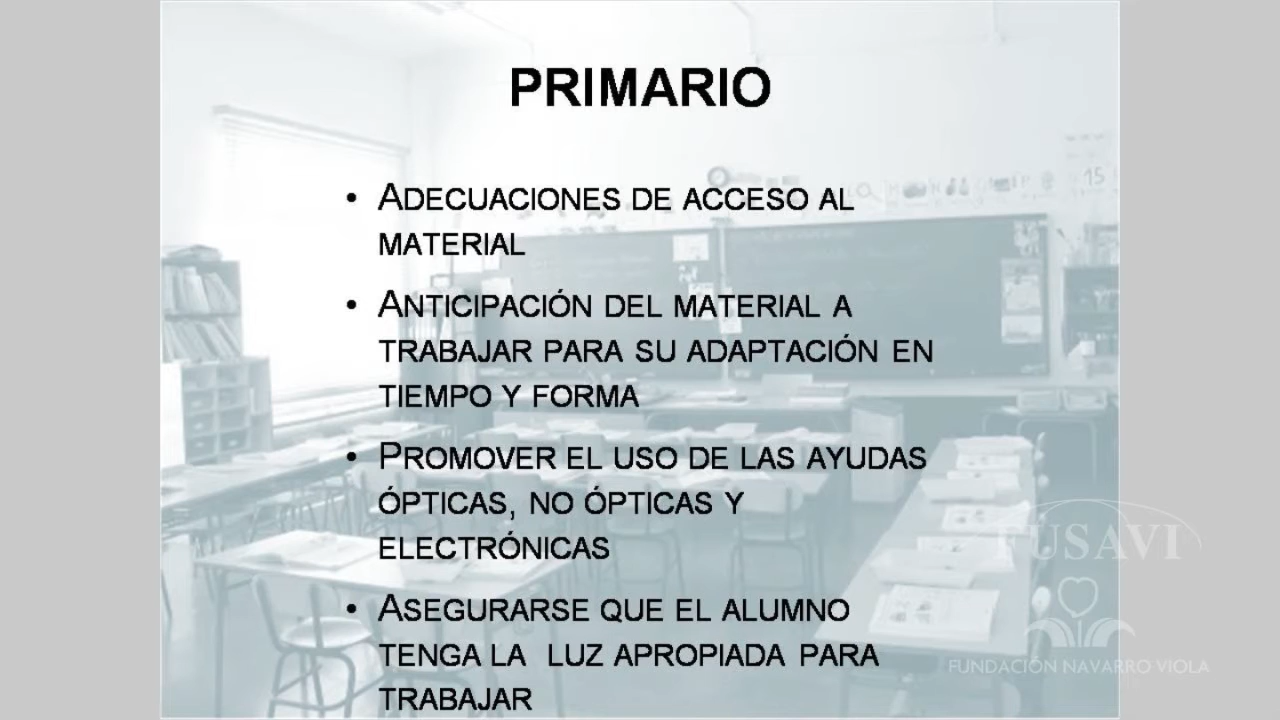 PRIMARIO
• ADECUACIONES DE ACCESO AL
MATERIAL
• ANTICIPACIÓN DEL MATERIAL A
TRABAJAR PARA SU ADAPTACIÓN EN
TIEMPO Y FORMA
• PROMOVER EL USO DE LAS AYUDAS
ÓPTICAS, NO ÓPTICAS Y
ELECTRÓNICAS
• ASEGURARSE QUE EL ALUMNO
TENGA LA LUZ APROPIADA PARA
TRABAJAR
15
FUSAVI
FUNDACIÓN NAVARRO VIOLA